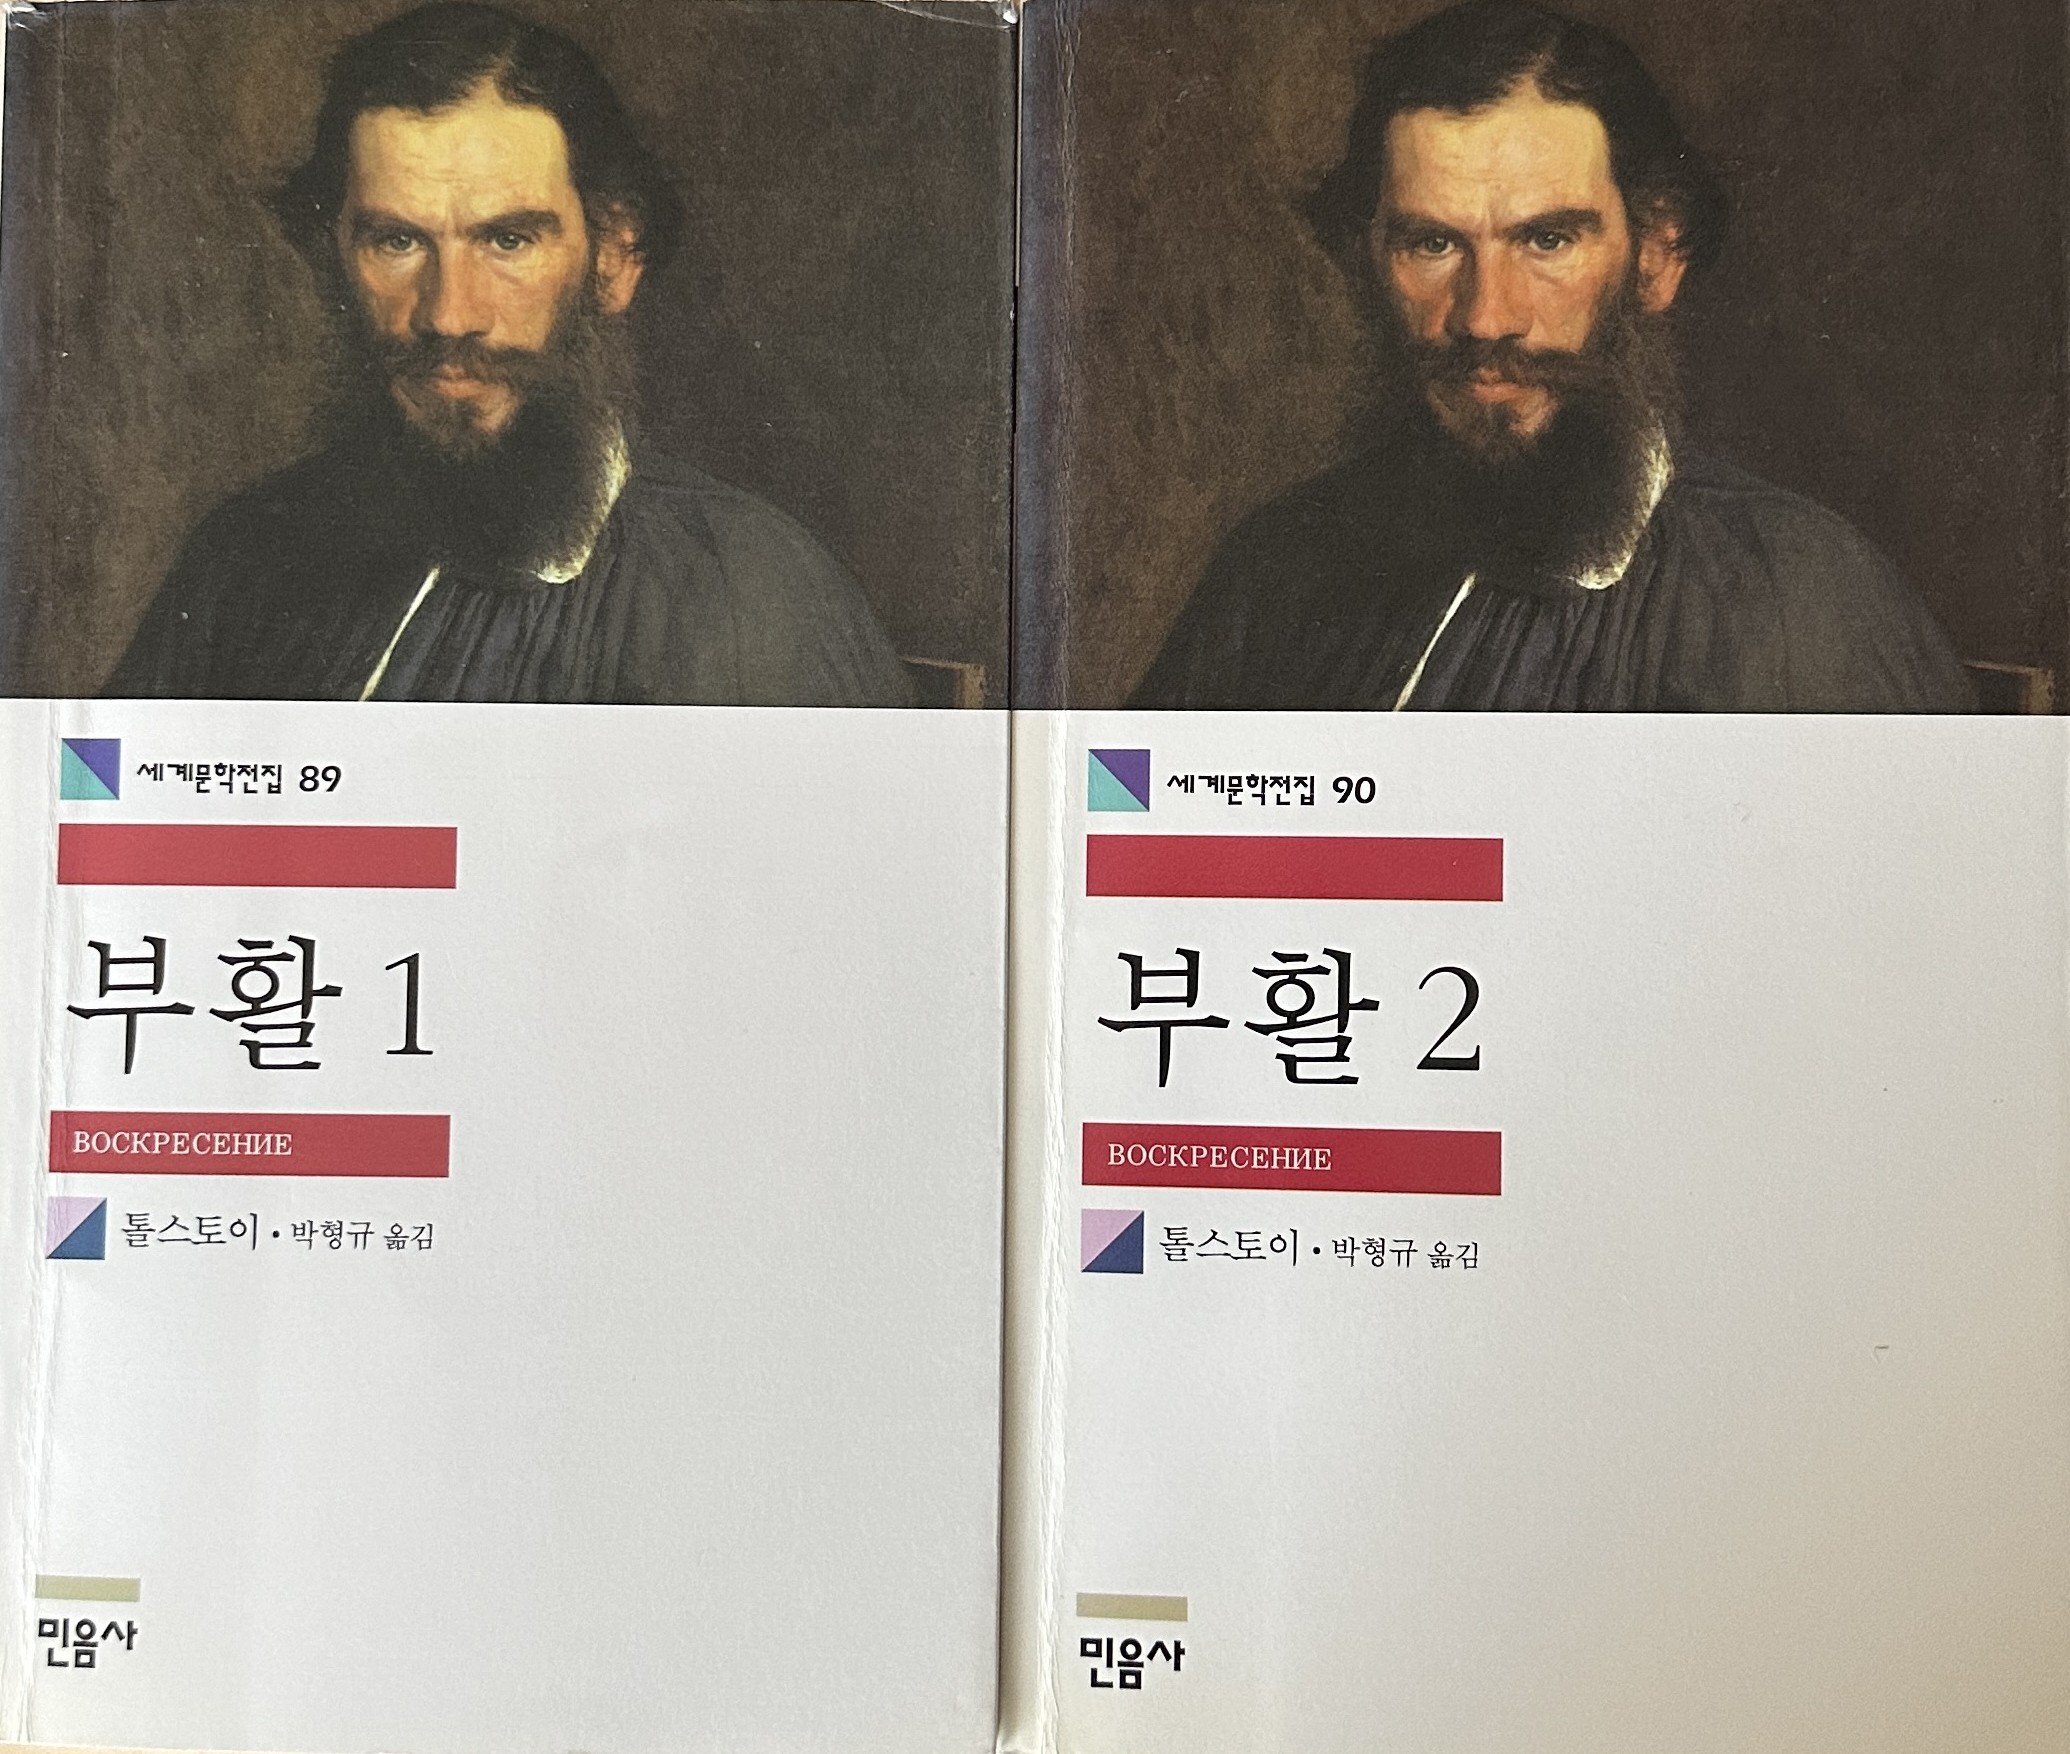 세계문학전집 89
부활 1
ВОСКРЕСЕНИЕ
톨스토이 · 박형규 옮김
민음사
세계문학전집 90
부활 2
ВОСКРЕСЕНИЕ
톨스토이 · 박형규 옮김
민음사